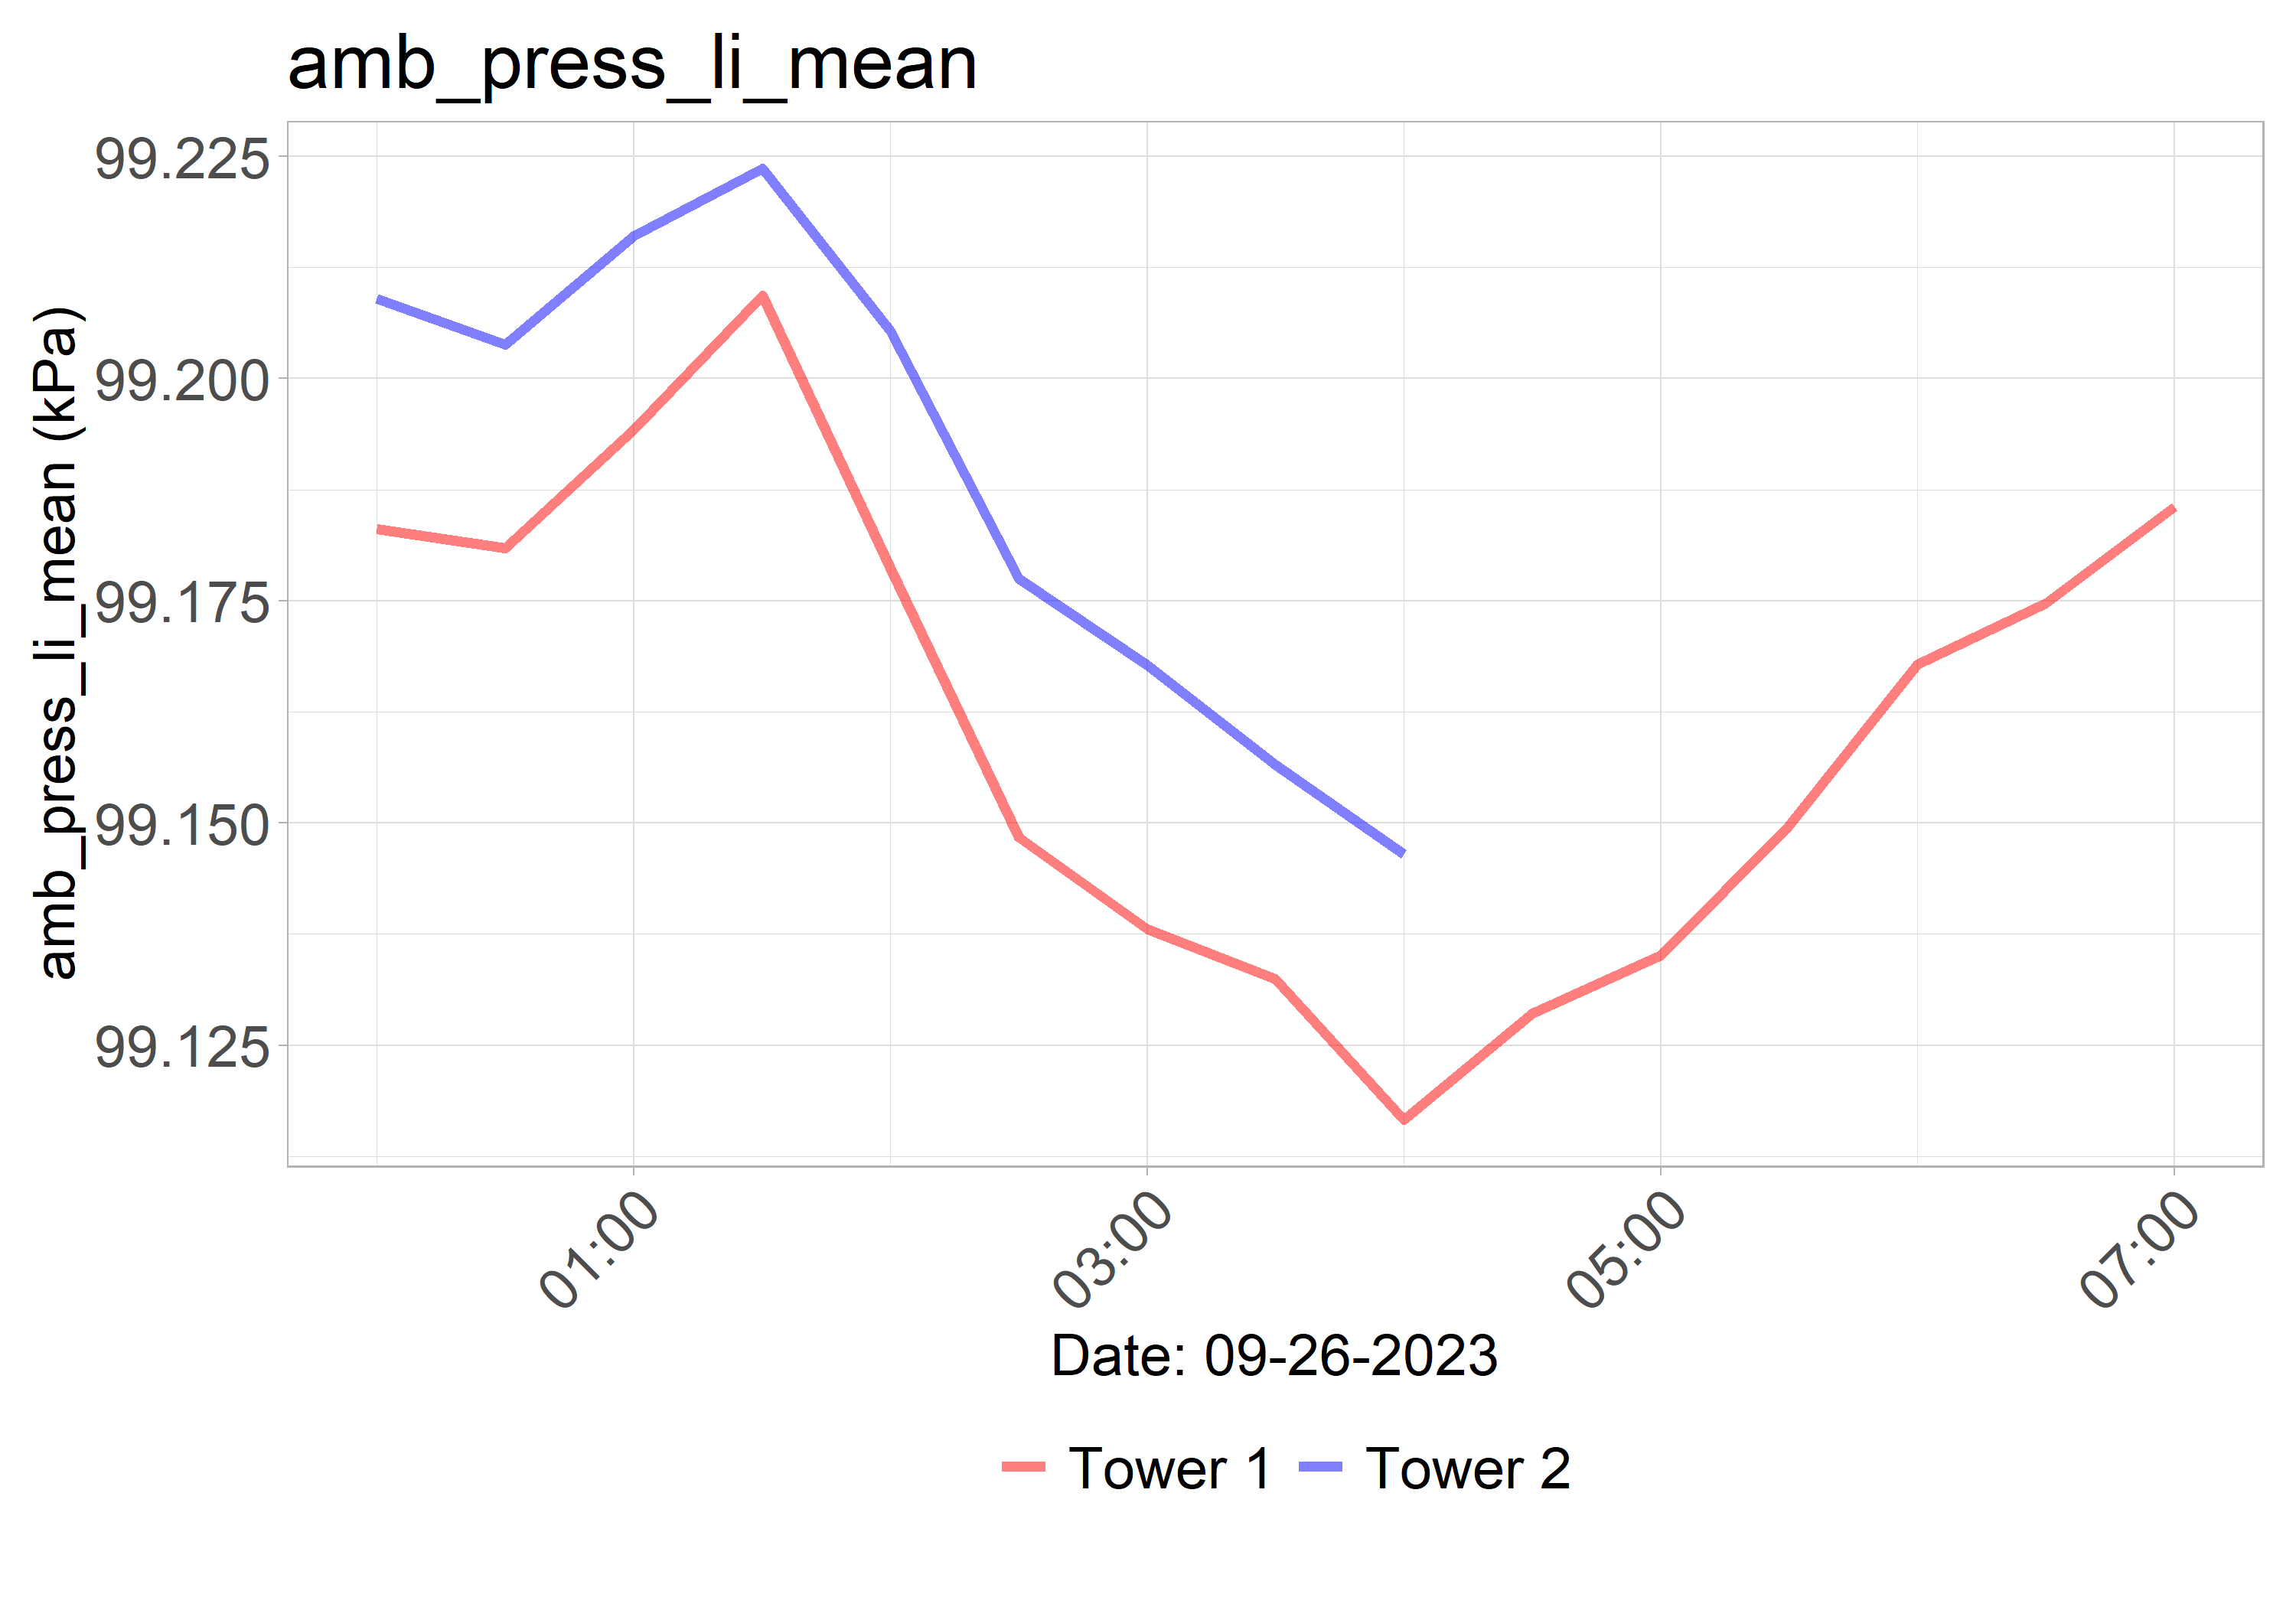 amb_press_li_mean
amb_press_li_mean (kPa)
99.225
99.200
99.175
99.150
99.125
01:00
03:00
05:00
07:00
Date: 09-26-2023
Tower 1
Tower 2